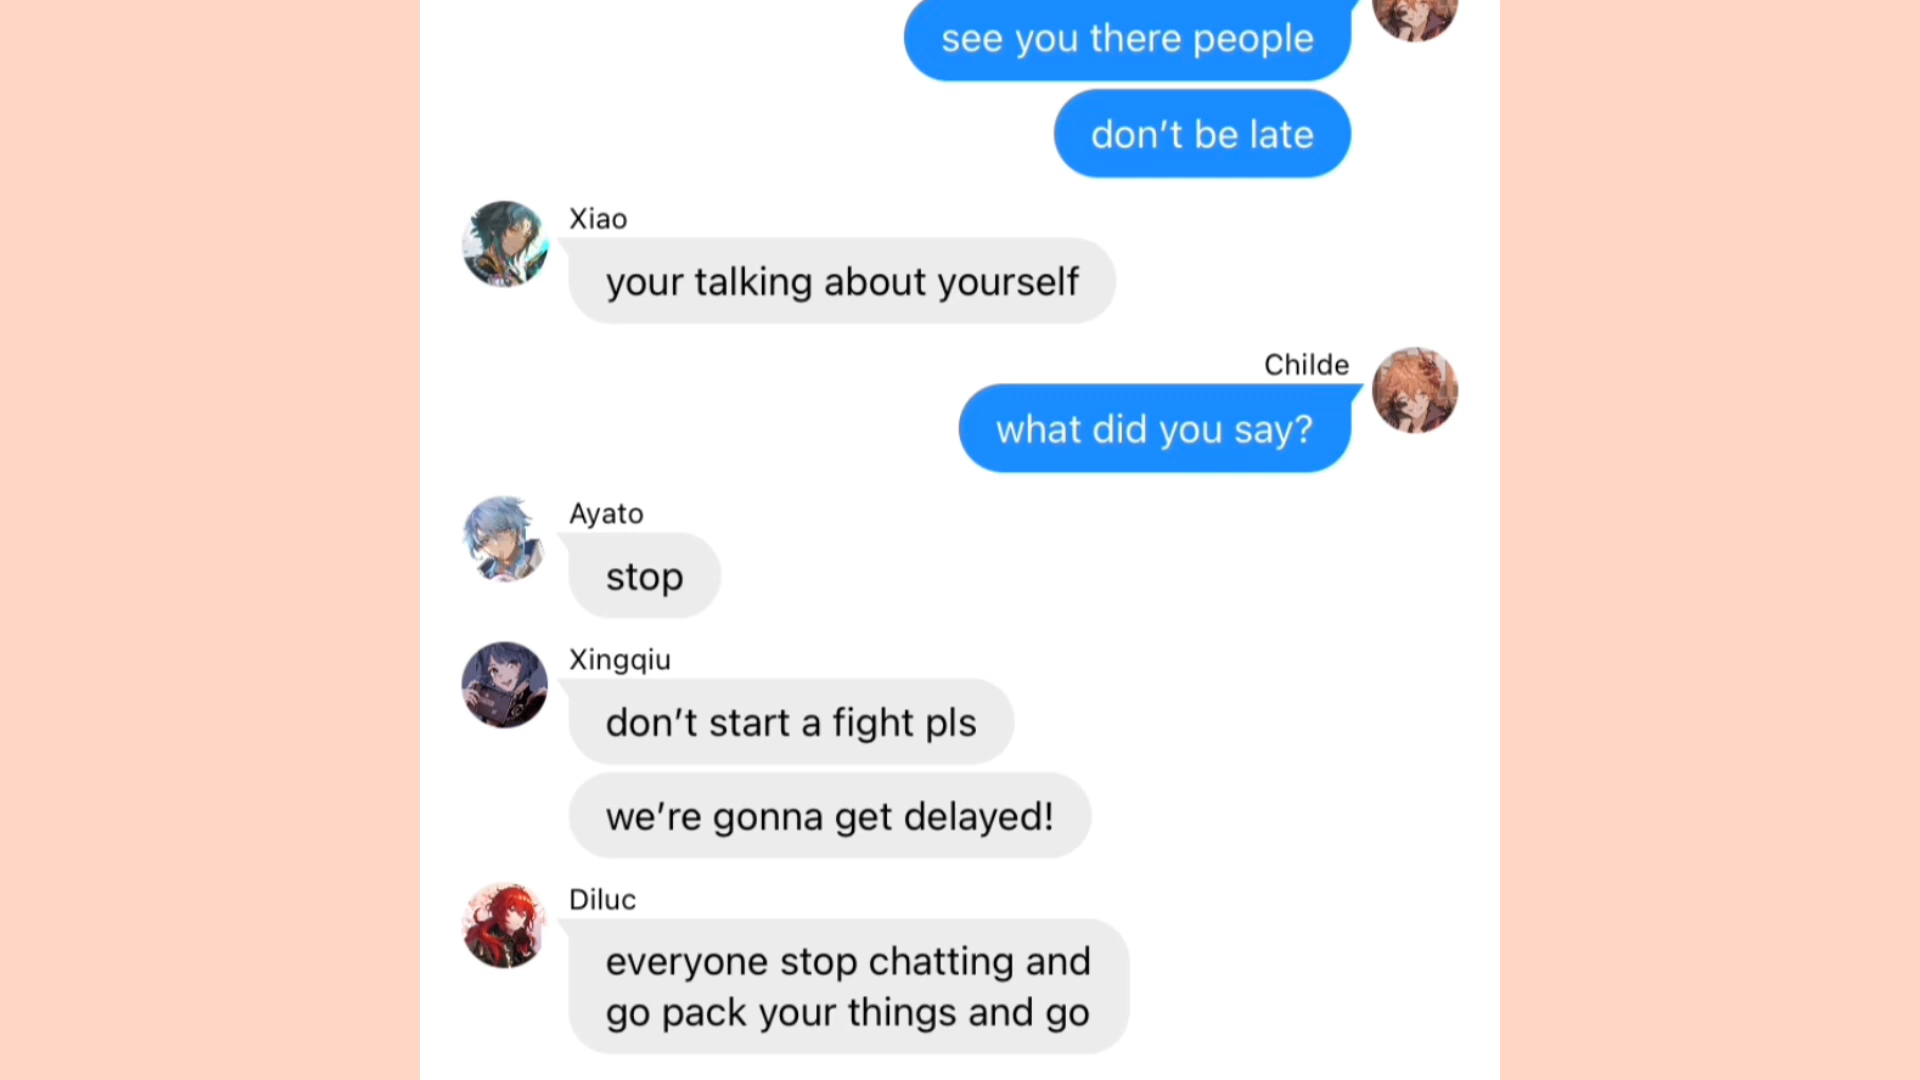 see you there people
don't be late
Xiao
your talking about yourself
Childe
what did you say?
Ayato
stop
Xingqiu
don't start a fight pls
we're gonna get delayed!
Diluc
everyone stop chatting and
go pack your things and go